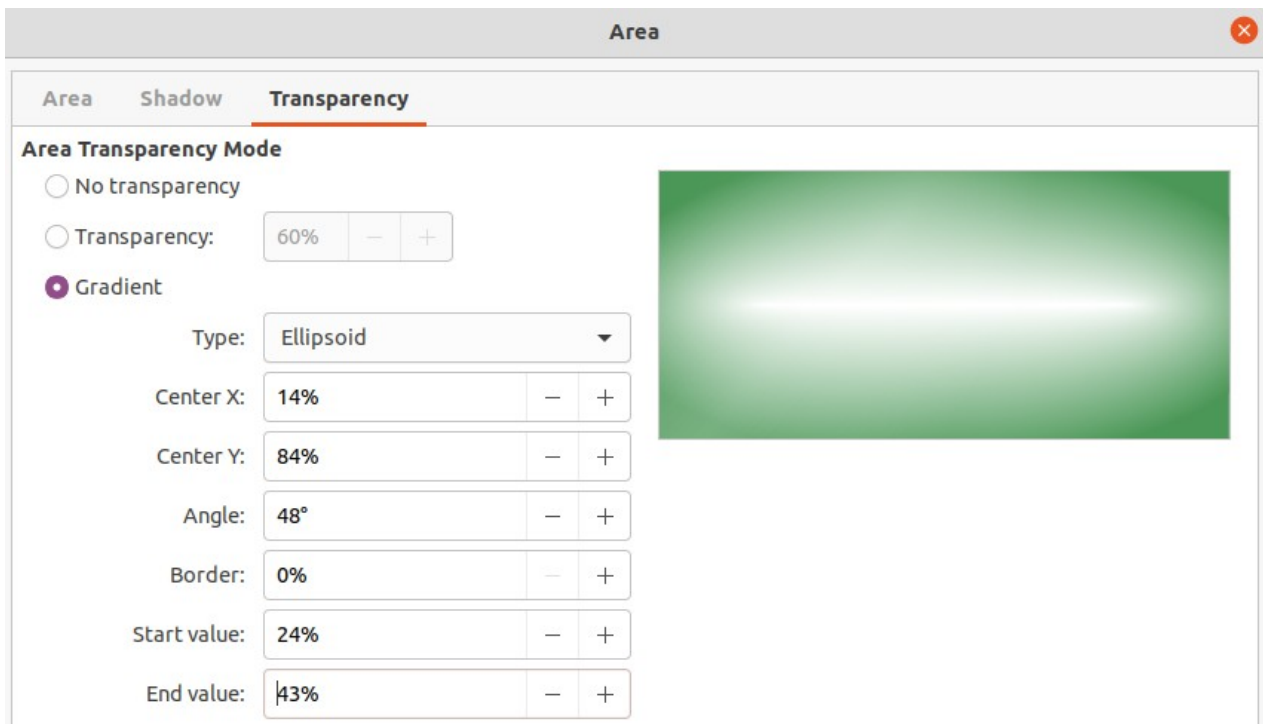 Area
Area Shadow Transparency
Area Transparency Mode
No transparency
Transparency: 60% − +
Gradient
Type: Ellipsoid
Center X: 14% − +
Center Y: 84% − +
Angle: 48° − +
Border: 0% − +
Start value: 24% − +
End value: 43% − +